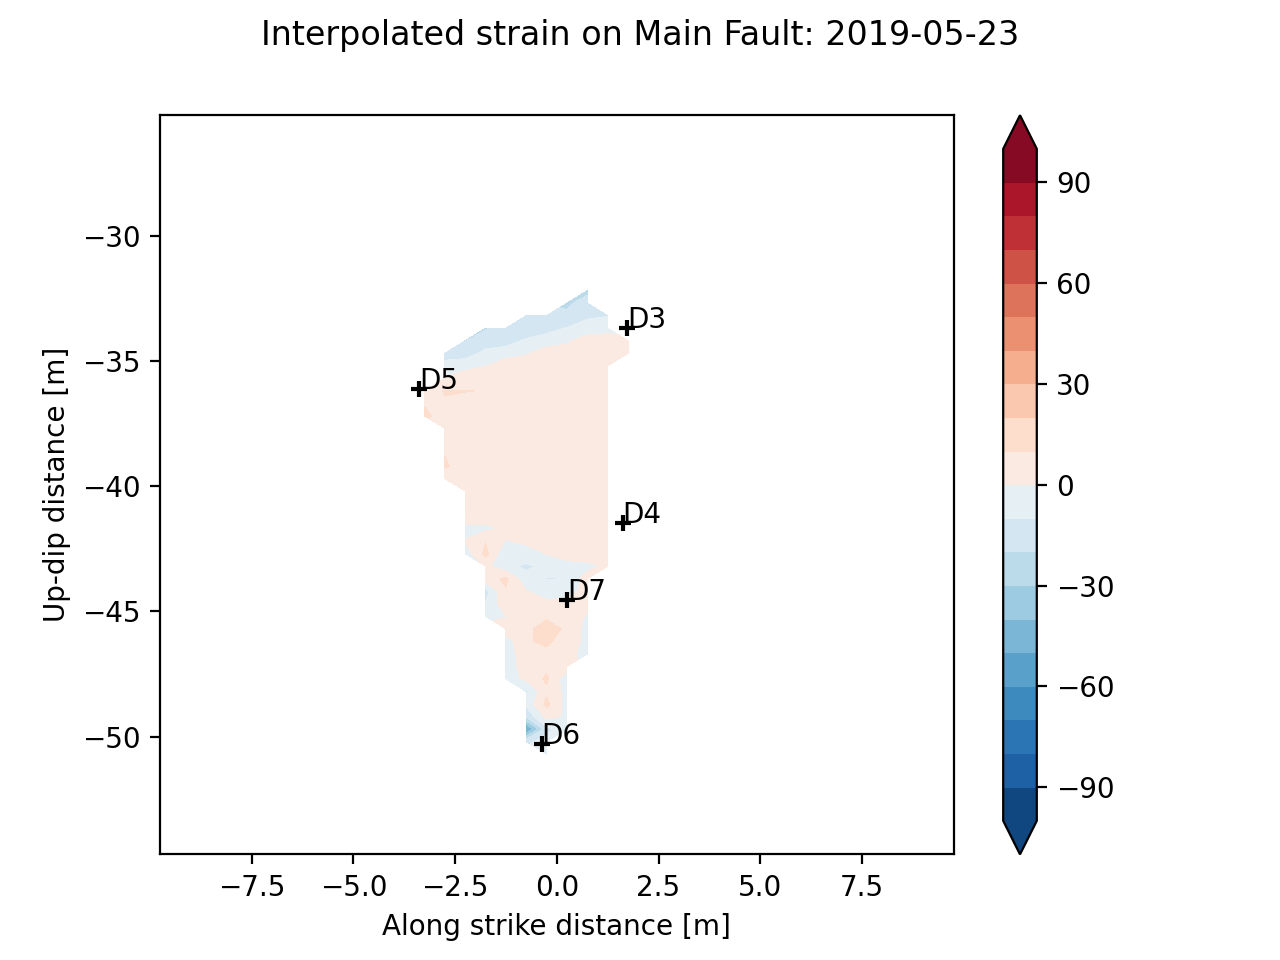 Interpolated strain on Main Fault: 2019-05-23
D3
D5
D4
D7
D6
−30
−35
−40
−45
−50
Up-dip distance [m]
−7.5 −5.0 −2.5 0.0 2.5 5.0 7.5
Along strike distance [m]
90
60
30
0
−30
−60
−90